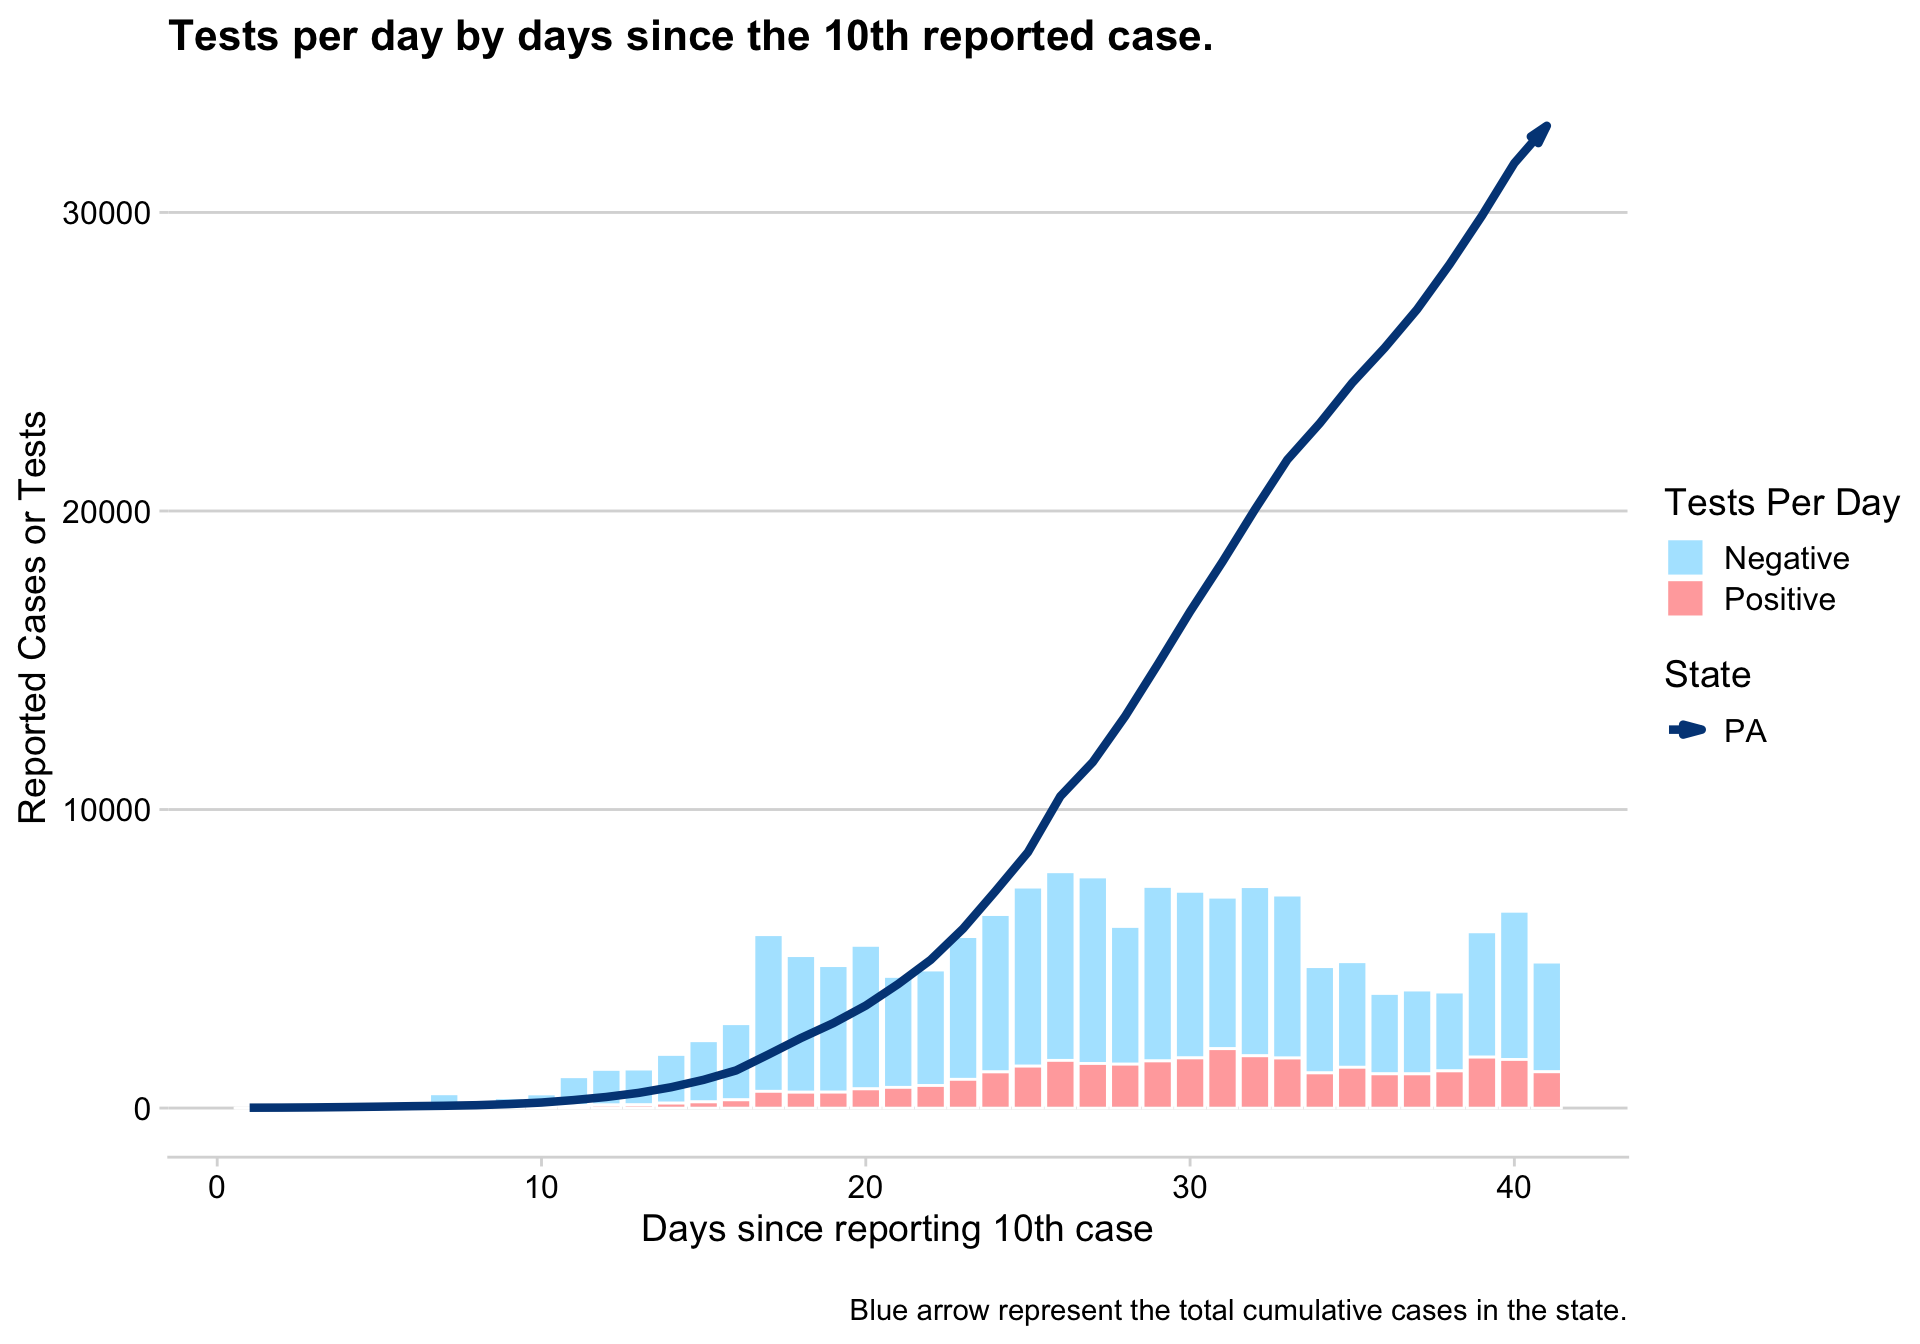 Tests per day by days since the 10th reported case.
Reported Cases or Tests
30000
20000
10000
0
0 10 20 30 40
Days since reporting 10th case
Tests Per Day
Negative
Positive
State
PA
Blue arrow represent the total cumulative cases in the state.